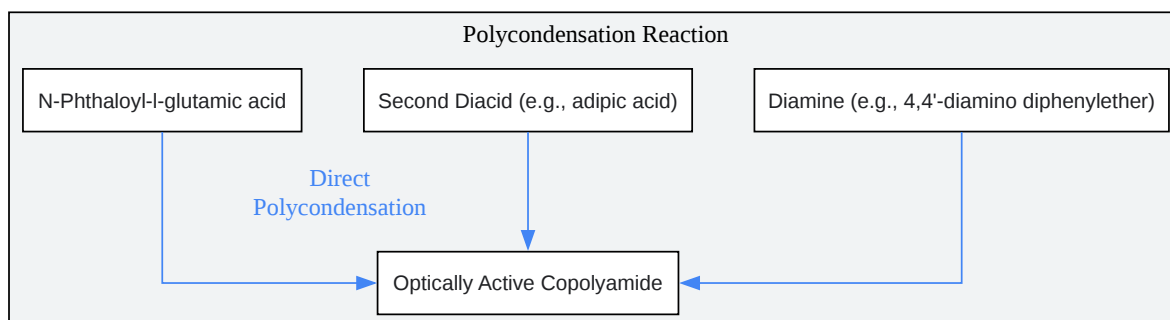 Polycondensation Reaction
N-Phthaloyl-l-glutamic acid
Second Diacid (e.g., adipic acid)
Diamine (e.g., 4,4'-diamino diphenylether)
Direct
Polycondensation
Optically Active Copolyamide